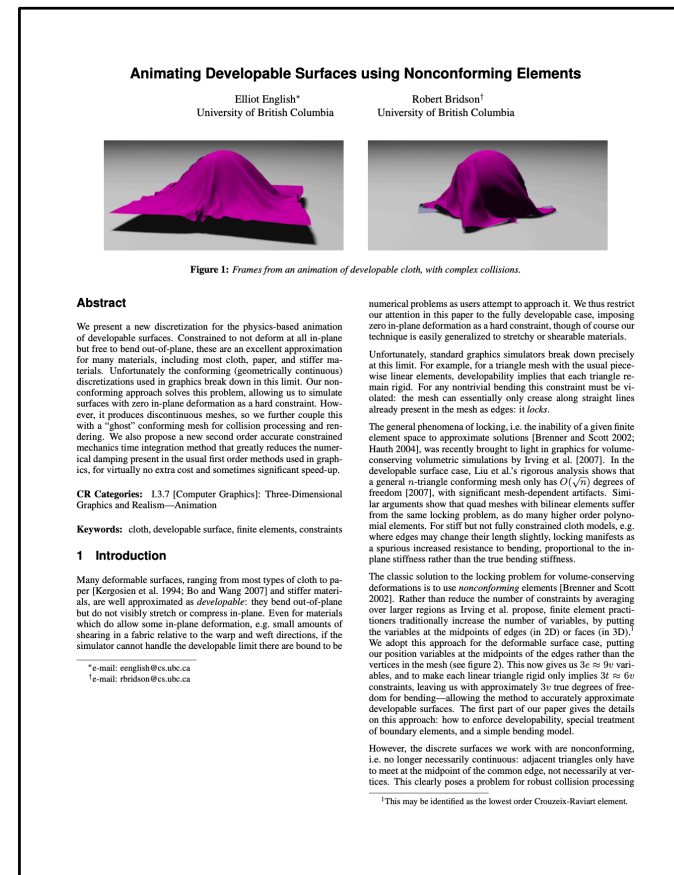 Animating Developable Surfaces using Nonconforming Elements
Elliot English*
University of British Columbia
Robert Bridson†
University of British Columbia
Figure 1: Frames from an animation of developable cloth, with complex collisions.
Abstract
We present a new discretization for the physics-based animation
of developable surfaces. Constrained to not deform at all in-plane
but free to bend out-of-plane, these are an excellent approximation
for many materials, including most cloth, paper, and stiffer ma-
terials. Unfortunately the conforming (geometrically continuous)
discretizations used in graphics break down in this limit. Our non-
conforming approach solves this problem, allowing us to simulate
surfaces with zero in-plane deformation as a hard constraint. How-
ever, it produces discontinuous meshes, so we further couple this
with a “ghost” conforming mesh for collision processing and ren-
dering. We also propose a new second order accurate constrained
mechanics time integration method that greatly reduces the numer-
ical damping present in the usual first order methods used in graph-
ics, for virtually no extra cost and sometimes significant speed-up.
CR Categories: I.3.7 [Computer Graphics]: Three-Dimensional
Graphics and Realism—Animation
Keywords: cloth, developable surface, finite elements, constraints
1 Introduction
Many deformable surfaces, ranging from most types of cloth to pa-
per [Kergosien et al. 1994; Bo and Wang 2007] and stiffer materi-
als, are well approximated as developable: they bend out-of-plane
but do not visibly stretch or compress in-plane. Even for materials
which do allow some in-plane deformation, e.g. small amounts of
shearing in a fabric relative to the warp and weft directions, if the
simulator cannot handle the developable limit there are bound to be
*e-mail: eenglish@cs.ubc.ca
†e-mail: rbridson@cs.ubc.ca
numerical problems as users attempt to approach it. We thus restrict
our attention in this paper to the fully developable case, imposing
zero in-plane deformation as a hard constraint, though of course our
technique is easily generalized to stretchy or shearable materials.
Unfortunately, standard graphics simulators break down precisely
at this limit. For example, for a triangle mesh with the usual piece-
wise linear elements, developability implies that each triangle re-
main rigid. For any nontrivial bending this constraint must be vi-
olated: the mesh can essentially only crease along straight lines
already present in the mesh as edges: it locks.
The general phenomena of locking, i.e. the inability of a given finite
element space to approximate solutions [Brenner and Scott 2002;
Hauth 2004], was recently brought to light in graphics for volume-
conserving volumetric simulations by Irving et al. [2007]. In the
developable surface case, Liu et al.’s rigorous analysis shows that
a general n-triangle conforming mesh only has O(√n) degrees of
freedom [2007], with significant mesh-dependent artifacts. Simi-
lar arguments show that quad meshes with bilinear elements suffer
from the same locking problem, as do many higher order polyno-
mial elements. For stiff but not fully constrained cloth models, e.g.
where edges may change their length slightly, locking manifests as
a spurious increased resistance to bending, proportional to the in-
plane stiffness rather than the true bending stiffness.
The classic solution to the locking problem for volume-conserving
deformations is to use nonconforming elements [Brenner and Scott
2002]. Rather than reduce the number of constraints by averaging
over larger regions as Irving et al. propose, finite element practi-
tioners traditionally increase the number of variables, by putting
the variables at the midpoints of edges (in 2D) or faces (in 3D).¹
We adopt this approach for the deformable surface case, putting
our position variables at the midpoints of the edges rather than the
vertices in the mesh (see figure 2). This now gives us 3e ≈ 9v vari-
ables, and to make each linear triangle rigid only implies 3t ≈ 6v
constraints, leaving us with approximately 3v true degrees of free-
dom for bending—allowing the method to accurately approximate
developable surfaces. The first part of our paper gives the details
on this approach: how to enforce developability, special treatment
of boundary elements, and a simple bending model.
However, the discrete surfaces we work with are nonconforming,
i.e. no longer necessarily continuous: adjacent triangles only have
to meet at the midpoint of the common edge, not necessarily at ver-
tices. This clearly poses a problem for robust collision processing
¹This may be identified as the lowest order Crouzeix-Raviart element.